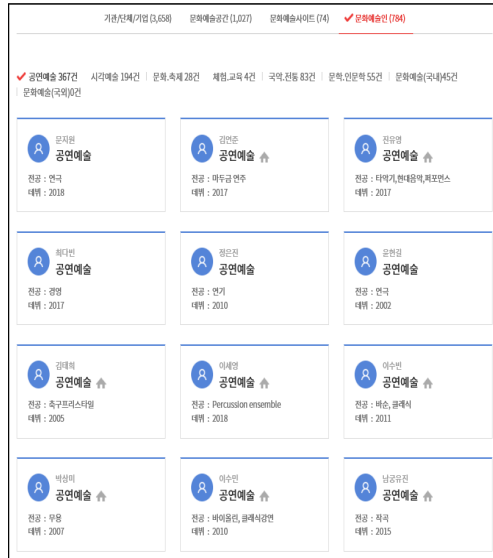 기관/단체/기업 (3,658) 문화예술공간 (1,027) 문화예술사이트 (74) 문화예술인 (784)
공연예술 367건 시각예술 194건 문화.축제 28건 체험.교육 4건 국악.전통 83건 문학.인문학 55건 문화예술(국내)45건
문화예술(국외)0건
문지원
공연예술
전공 : 연극
데뷔 : 2018
김연준
공연예술
전공 : 마두금 연주
데뷔 : 2017
진유영
공연예술
전공 : 타악기,현대음악,퍼포먼스
데뷔 : 2017
최다빈
공연예술
전공 : 경영
데뷔 : 2017
정은진
공연예술
전공 : 연기
데뷔 : 2010
윤현길
공연예술
전공 : 연극
데뷔 : 2002
김태희
공연예술
전공 : 축구프리스타일
데뷔 : 2005
이세영
공연예술
전공 : Percussion ensemble
데뷔 : 2018
이수빈
공연예술
전공 : 바순, 클래식
데뷔 : 2011
박상미
공연예술
전공 : 무용
데뷔 : 2007
이수민
공연예술
전공 : 바이올린, 클래식강연
데뷔 : 2010
남궁유진
공연예술
전공 : 작곡
데뷔 : 2015